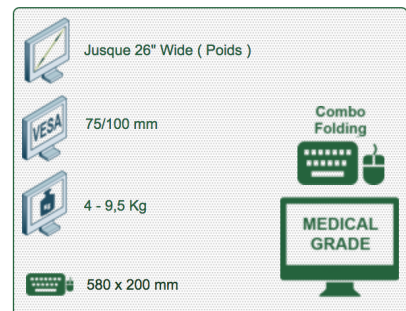 Jusque 26" Wide ( Poids )
VESA
75/100 mm
Combo
Folding
KG
4 - 9,5 Kg
MEDICAL
GRADE
580 x 200 mm